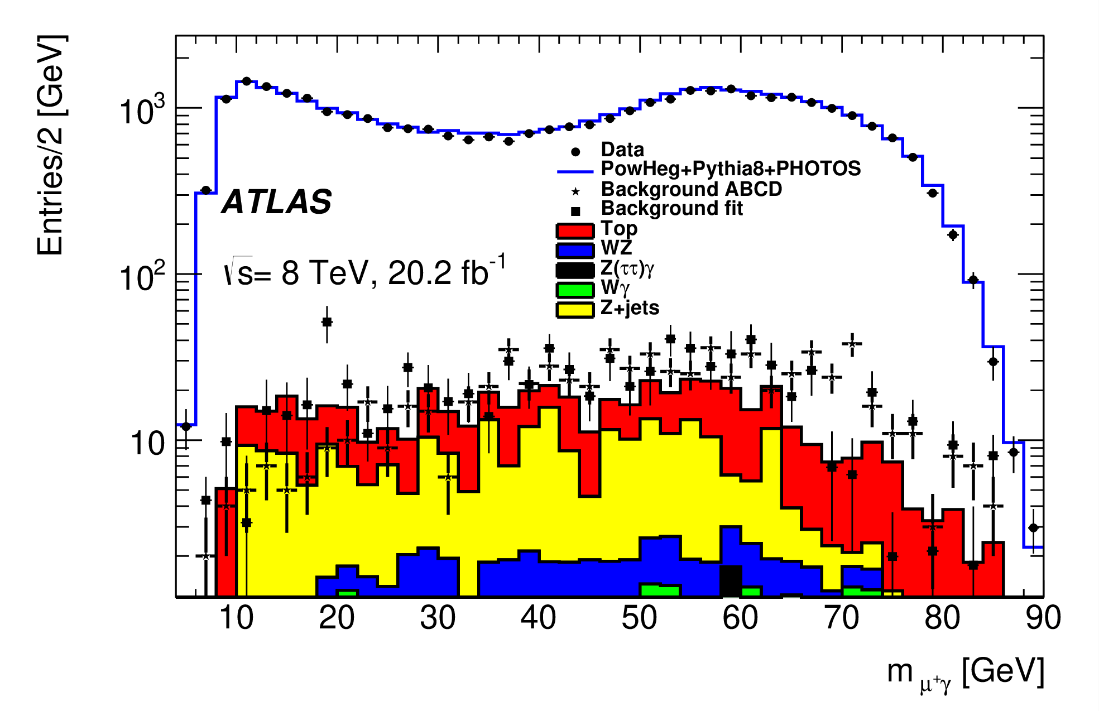 Entries/2 [GeV]
10³
10²
10
ATLAS
√s= 8 TeV, 20.2 fb⁻¹
Data
PowHeg+Pythia8+PHOTOS
Background ABCD
Background fit
Top
WZ
Z(ττ)γ
Wγ
Z+jets
10 20 30 40 50 60 70 80 90
m μ⁺γ [GeV]